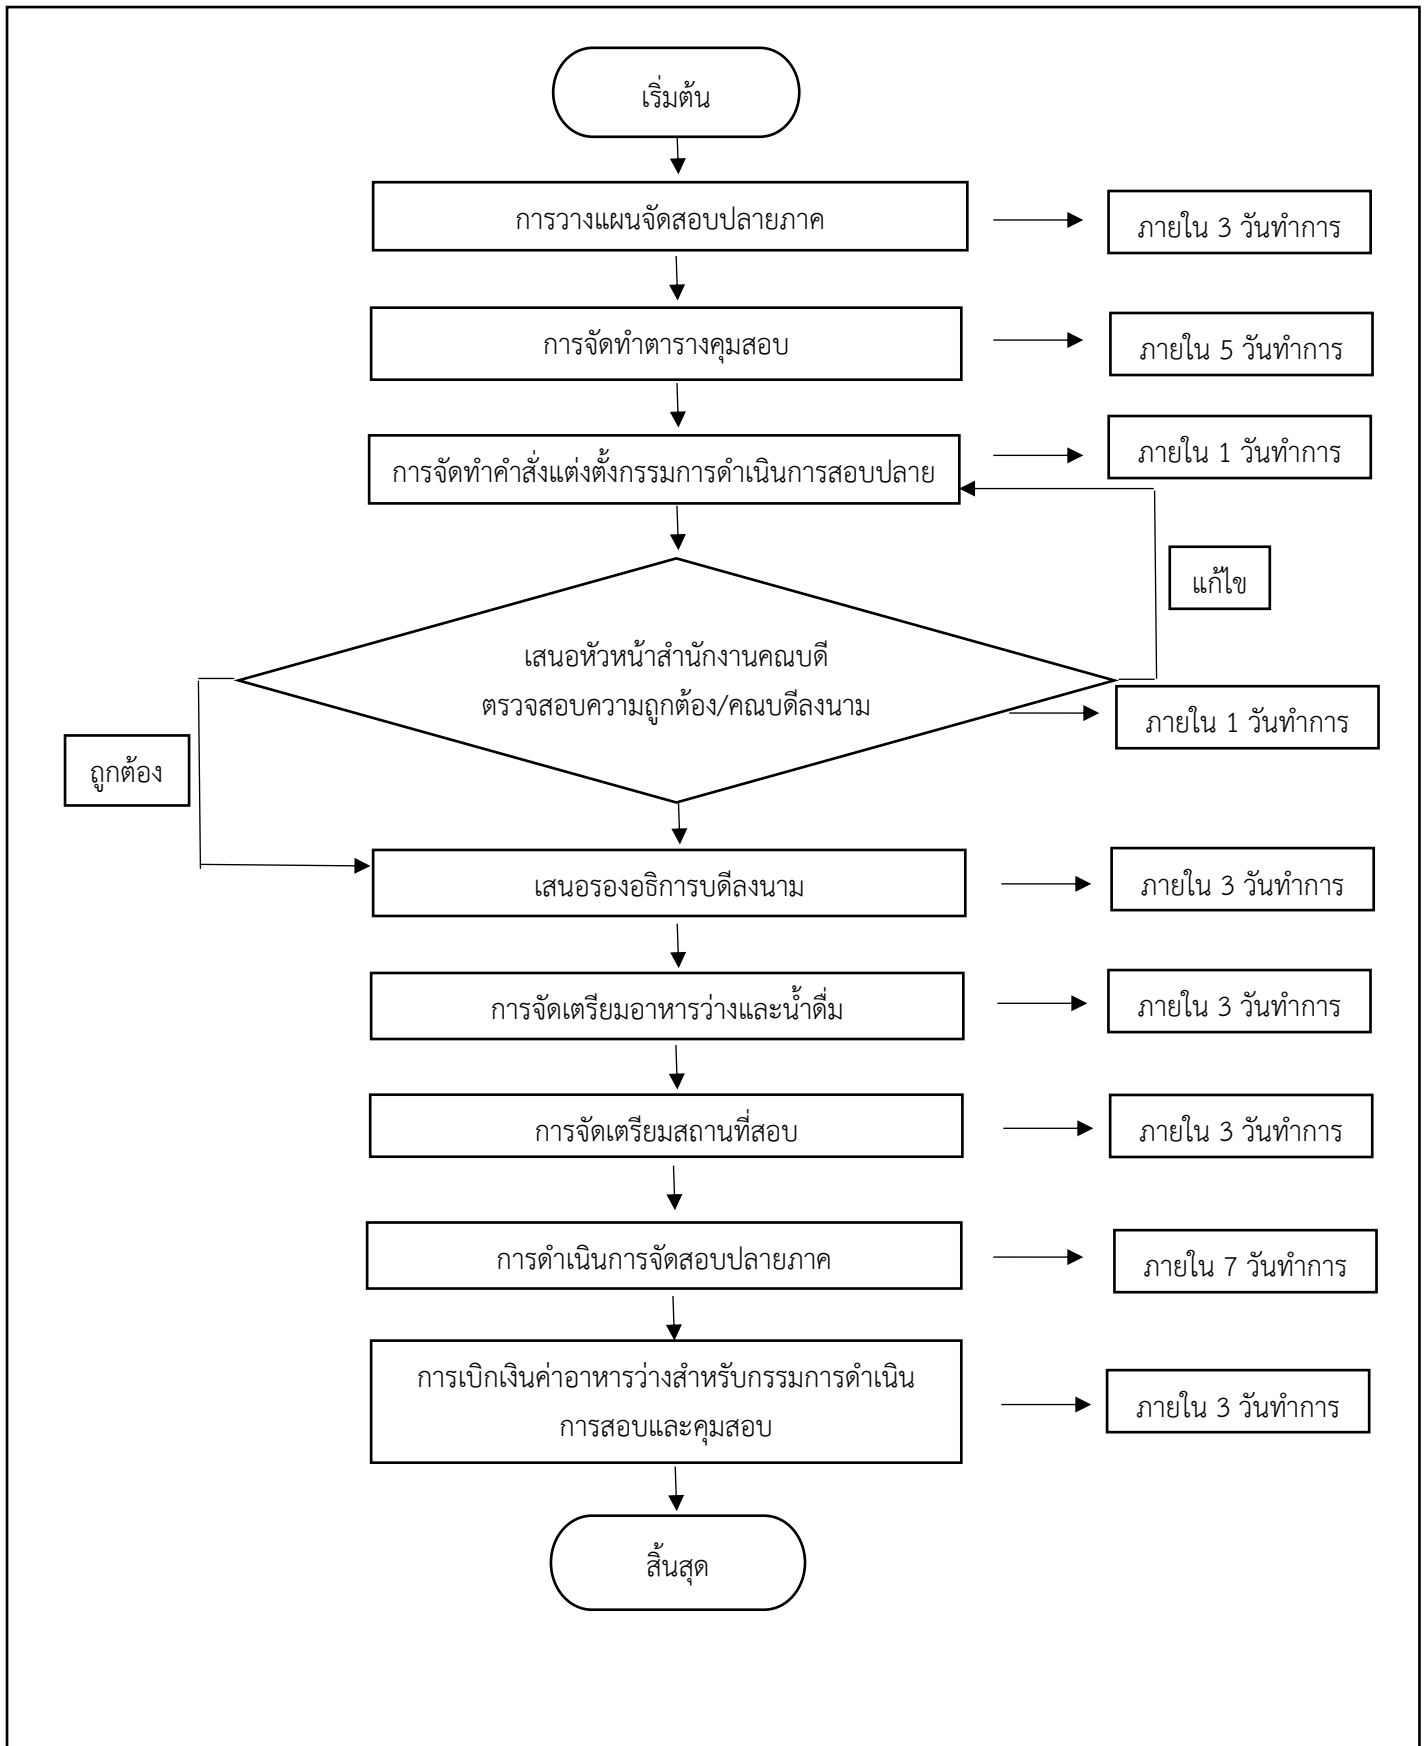 เริ่มต้น
การวางแผนจัดสอบปลายภาค
ภายใน 3 วันทำการ
การจัดทำตารางคุมสอบ
ภายใน 5 วันทำการ
การจัดทำคำสั่งแต่งตั้งกรรมการดำเนินการสอบปลาย
ภายใน 1 วันทำการ
แก้ไข
เสนอหัวหน้าสำนักงานคณบดี
ตรวจสอบความถูกต้อง/คณบดีลงนาม
ภายใน 1 วันทำการ
ถูกต้อง
เสนอรองอธิการบดีลงนาม
ภายใน 3 วันทำการ
การจัดเตรียมอาหารว่างและน้ำดื่ม
ภายใน 3 วันทำการ
การจัดเตรียมสถานที่สอบ
ภายใน 3 วันทำการ
การดำเนินการจัดสอบปลายภาค
ภายใน 7 วันทำการ
การเบิกเงินค่าอาหารว่างสำหรับกรรมการดำเนิน
การสอบและคุมสอบ
ภายใน 3 วันทำการ
สิ้นสุด